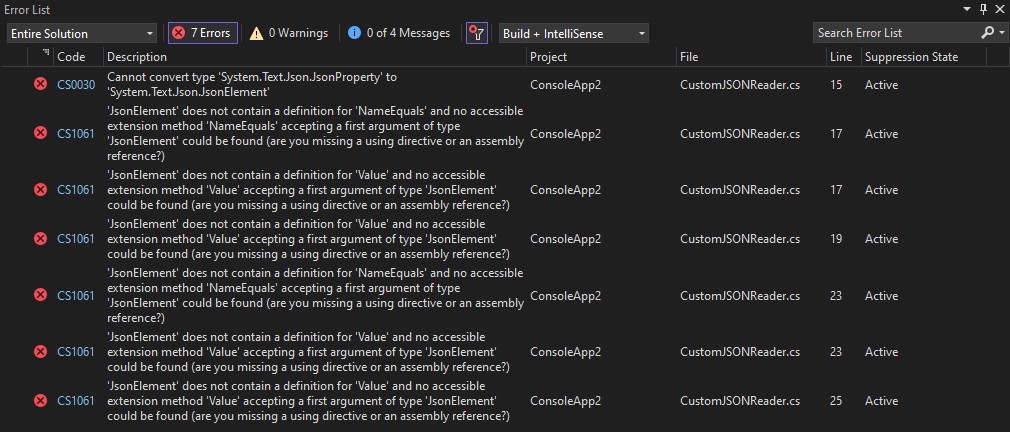 Error List
Entire Solution
7 Errors
0 Warnings
0 of 4 Messages
Build + IntelliSense
Search Error List
Code Description Project File Line Suppression State
CS0030 Cannot convert type 'System.Text.Json.JsonProperty' to ConsoleApp2 CustomJSONReader.cs 15 Active
'System.Text.Json.JsonElement'
'JsonElement' does not contain a definition for 'NameEquals' and no accessible
CS1061 extension method 'NameEquals' accepting a first argument of type ConsoleApp2 CustomJSONReader.cs 17 Active
'JsonElement' could be found (are you missing a using directive or an assembly
reference?)
'JsonElement' does not contain a definition for 'Value' and no accessible
CS1061 extension method 'Value' accepting a first argument of type 'JsonElement' ConsoleApp2 CustomJSONReader.cs 17 Active
could be found (are you missing a using directive or an assembly reference?)
'JsonElement' does not contain a definition for 'Value' and no accessible
CS1061 extension method 'Value' accepting a first argument of type 'JsonElement' ConsoleApp2 CustomJSONReader.cs 19 Active
could be found (are you missing a using directive or an assembly reference?)
'JsonElement' does not contain a definition for 'NameEquals' and no accessible
CS1061 extension method 'NameEquals' accepting a first argument of type ConsoleApp2 CustomJSONReader.cs 23 Active
'JsonElement' could be found (are you missing a using directive or an assembly
reference?)
'JsonElement' does not contain a definition for 'Value' and no accessible
CS1061 extension method 'Value' accepting a first argument of type 'JsonElement' ConsoleApp2 CustomJSONReader.cs 23 Active
could be found (are you missing a using directive or an assembly reference?)
'JsonElement' does not contain a definition for 'Value' and no accessible
CS1061 extension method 'Value' accepting a first argument of type 'JsonElement' ConsoleApp2 CustomJSONReader.cs 25 Active
could be found (are you missing a using directive or an assembly reference?)